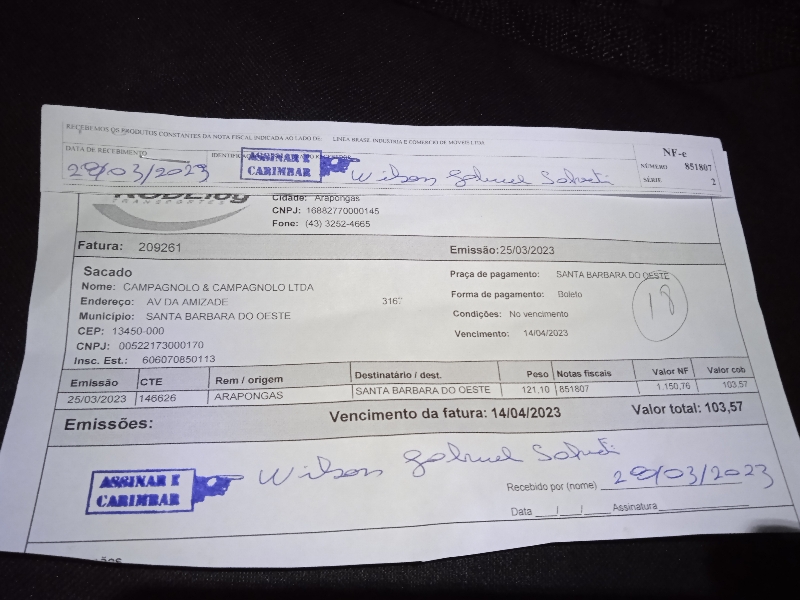 RECEBEMOS OS PRODUTOS CONSTANTES DA NOTA FISCAL INDICADA AO LADO DE: LINEA BRASIL INDUSTRIA E COMERCIO DE MOVEIS LTDA
NF-e
DATA DE RECEBIMENTO
ASSINAR E CARIMBAR
NÚMERO 851807
29/03/2023 Wilson Gabriel
SÉRIE 2
TRANSPORTES
Cidade: Arapongas
CNPJ: 16882770000145
Fone: (43) 3252-4665
Fatura: 209261 Emissão: 25/03/2023
Sacado
Nome: CAMPAGNOLO & CAMPAGNOLO LTDA
Endereço: AV DA AMIZADE 3167
Município: SANTA BARBARA DO OESTE
CEP: 13450-000
CNPJ: 00522173000170
Insc. Est.: 606070850113
Praça de pagamento: SANTA BARBARA DO OESTE
Forma de pagamento: Boleto
Condições: No vencimento
Vencimento: 14/04/2023
18
Emissão CTE Rem / origem Destinatário / dest. Peso Notas fiscais Valor NF Valor cob
25/03/2023 146626 ARAPONGAS SANTA BARBARA DO OESTE 121,10 851807 1.150,76 103,57
Emissões: Vencimento da fatura: 14/04/2023 Valor total: 103,57
ASSINAR E CARIMBAR
Wilson Gabriel
Recebido por (nome) 29/03/2023
Data __/__/__ Assinatura